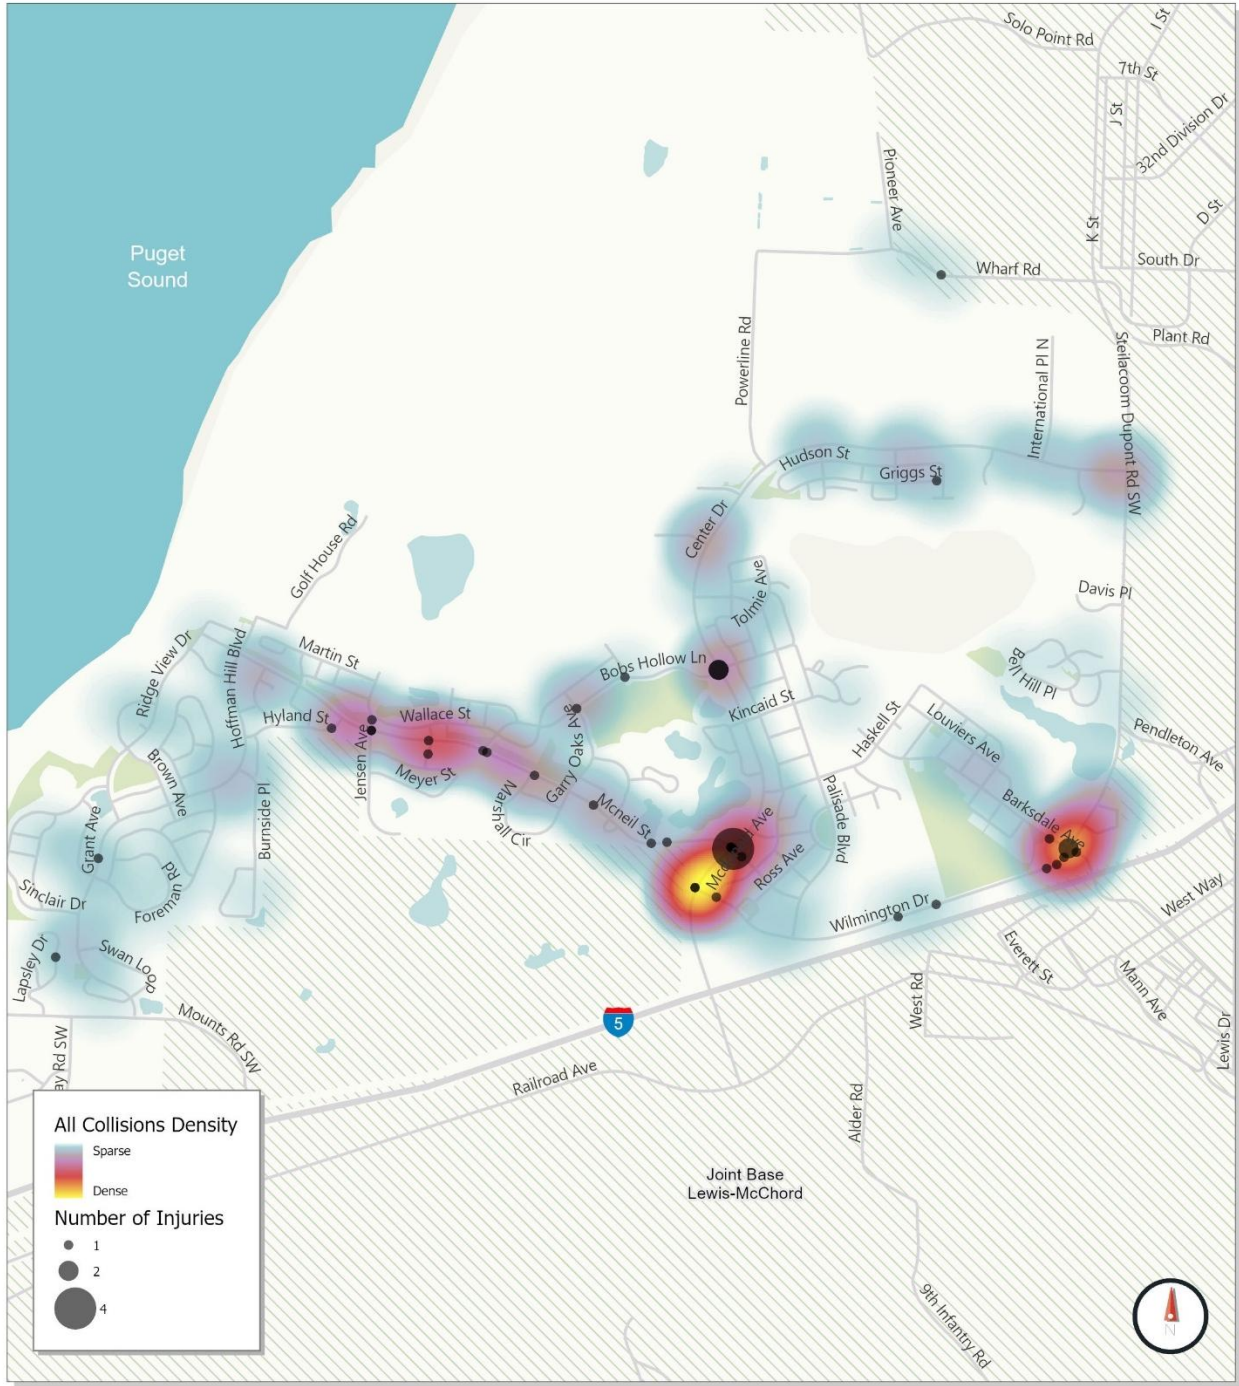 Solo Point Rd
I St
7th St
J St
32nd Division Dr
Pioneer Ave
D St
K St
Puget
Sound
South Dr
Wharf Rd
Powerline Rd
Plant Rd
International Pl N
Steilacoom Dupont Rd SW
Hudson St
Griggs St
Center Dr
Golf House Rd
Tolmie Ave
Davis Pl
Ridge View Dr
Hoffman Hill Blvd
Martin St
Bobs Hollow Ln
Bell Hill Pl
Kincaid St
Hyland St
Wallace St
Haskell St
Louviers Ave
Pendleton Ave
Jensen Ave
Garry Oaks Ave
Meyer St
Brown Ave
Marshall Cir
Mcneil St
Palisade Blvd
Barksdale Ave
Burnside Pl
Grant Ave
Ross Ave
Foreman Rd
Sinclair Dr
Wilmington Dr
West Way
Lapsley Dr
Swan Loop
Everett St
Mann Ave
West Rd
Mounts Rd SW
5
Lewis Dr
ay Rd SW
Railroad Ave
Alder Rd
Joint Base
Lewis-McChord
9th Infantry Rd
All Collisions Density
Sparse
Dense
Number of Injuries
1
2
4
N